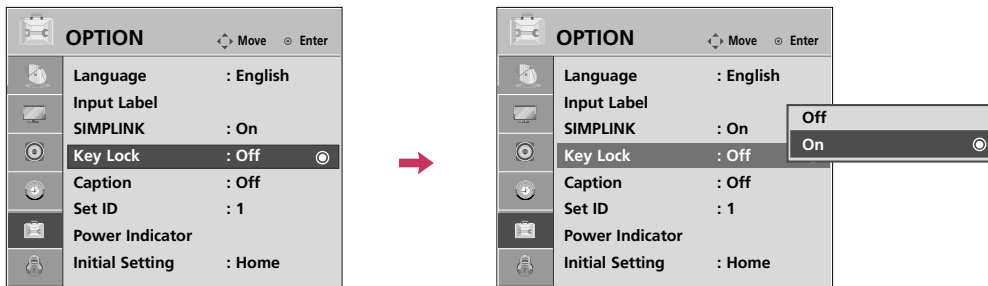 OPTION Move Enter
Language : English
Input Label
SIMPLINK : On
Key Lock : Off
Caption : Off
Set ID : 1
Power Indicator
Initial Setting : Home
OPTION Move Enter
Language : English
Input Label
SIMPLINK : On
Key Lock : Off
Caption : Off
Set ID : 1
Power Indicator
Initial Setting : Home
Off
On